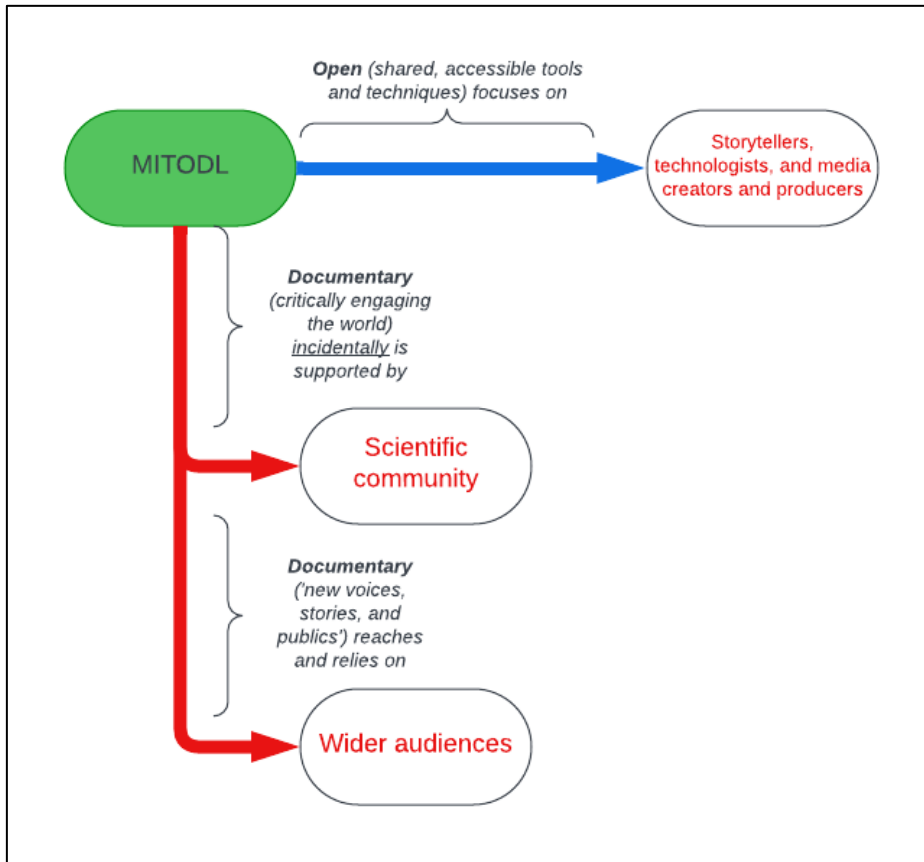 Open (shared, accessible tools
and techniques) focuses on
MITODL
Storytellers,
technologists, and media
creators and producers
Documentary
(critically engaging
the world)
incidentally is
supported by
Scientific
community
Documentary
('new voices,
stories, and
publics') reaches
and relies on
Wider audiences